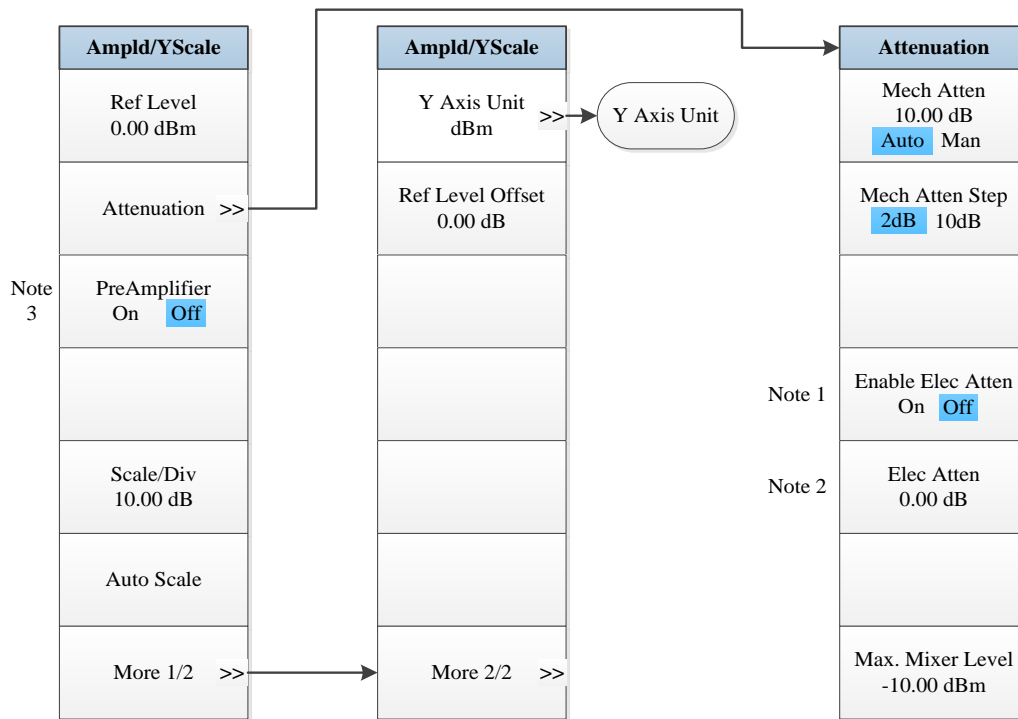 Ampld/YScale
Ref Level
0.00 dBm
Attenuation >>
Note
3
PreAmplifier
On Off
Scale/Div
10.00 dB
Auto Scale
More 1/2 >>
Ampld/YScale
Y Axis Unit
dBm >>
Ref Level Offset
0.00 dB
More 2/2 >>
Y Axis Unit
Attenuation
Mech Atten
10.00 dB
Auto Man
Mech Atten Step
2dB 10dB
Note 1
Enable Elec Atten
On Off
Note 2
Elec Atten
0.00 dB
Max. Mixer Level
-10.00 dBm